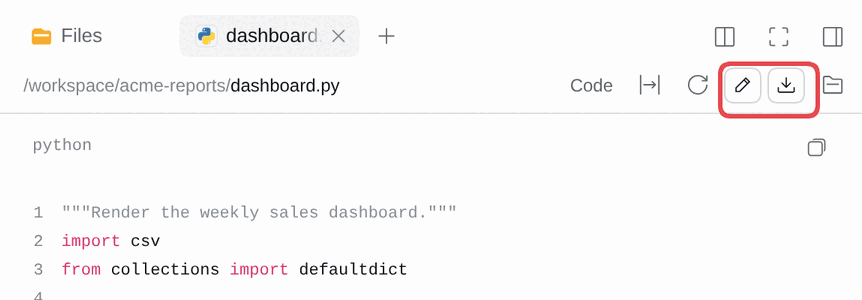 Files
dashboard.
/workspace/acme-reports/dashboard.py
Code
python
1 """Render the weekly sales dashboard."""
2 import csv
3 from collections import defaultdict
4